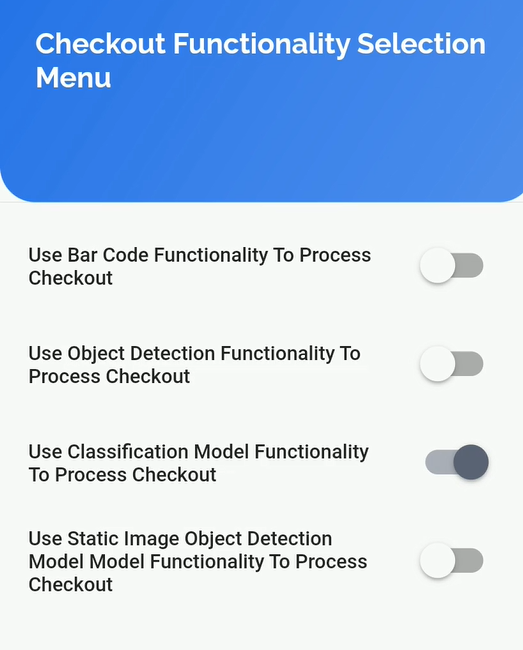 Checkout Functionality Selection
Menu
Use Bar Code Functionality To Process
Checkout
Use Object Detection Functionality To
Process Checkout
Use Classification Model Functionality
To Process Checkout
Use Static Image Object Detection
Model Model Functionality To Process
Checkout